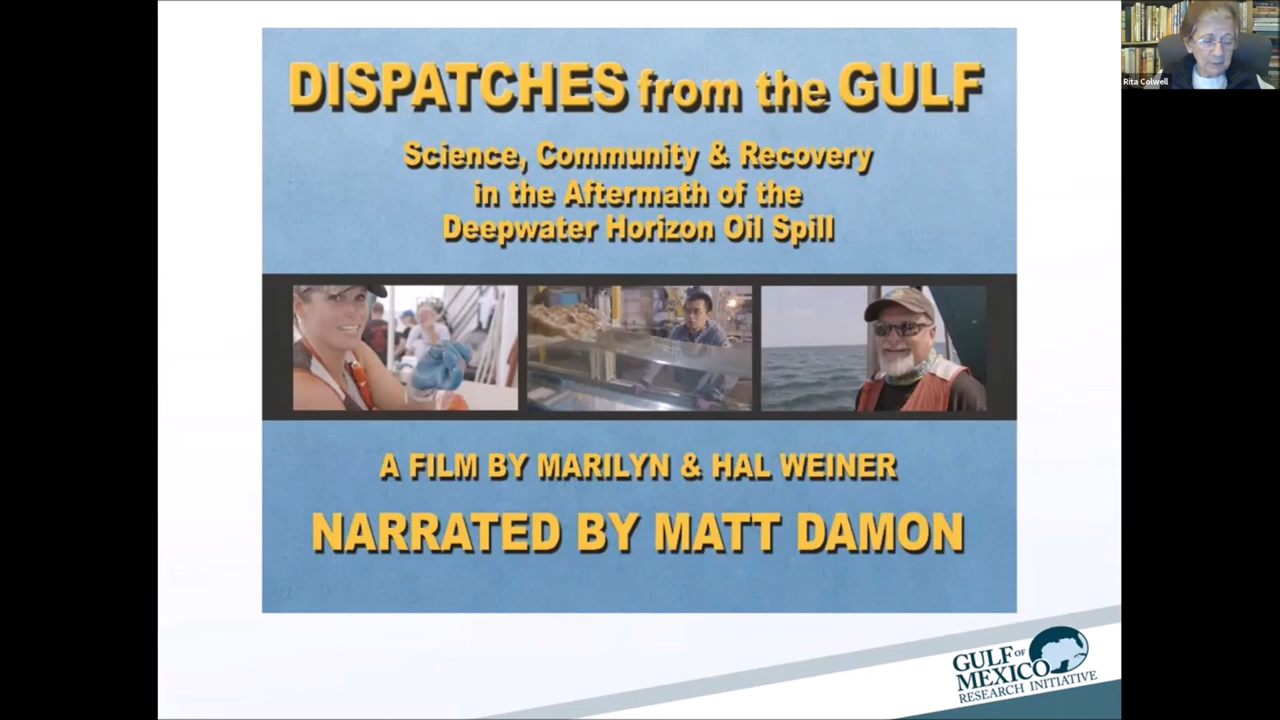 DISPATCHES from the GULF
Science, Community & Recovery
in the Aftermath of the
Deepwater Horizon Oil Spill
A FILM BY MARILYN & HAL WEINER
NARRATED BY MATT DAMON
GULF OF
MEXICO
RESEARCH INITIATIVE
Rita Colwell